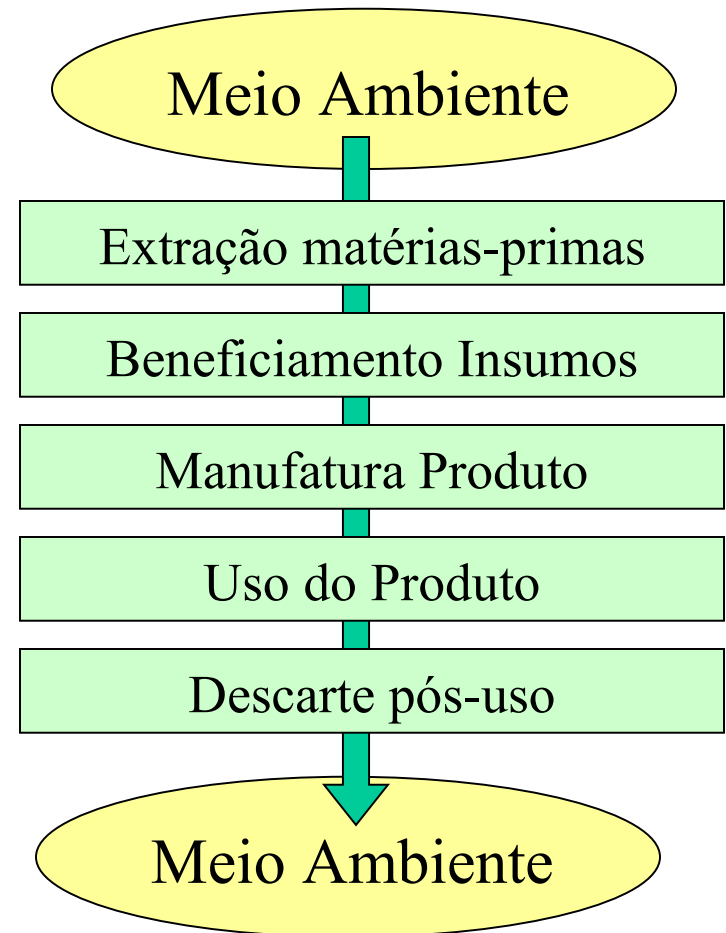 Meio Ambiente
Extração matérias-primas
Beneficiamento Insumos
Manufatura Produto
Uso do Produto
Descarte pós-uso
Meio Ambiente